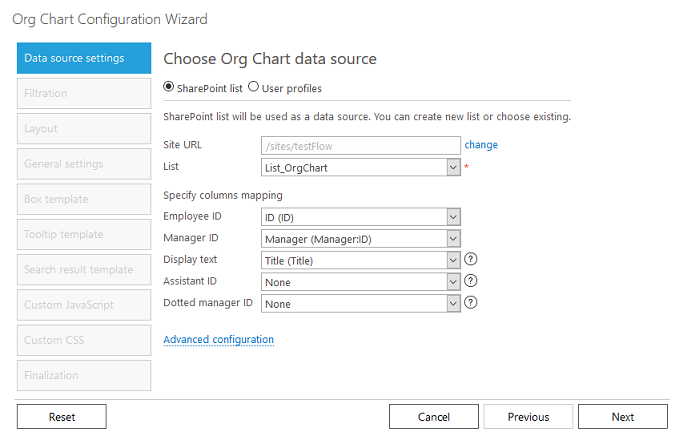 Org Chart Configuration Wizard
Data source settings
Filtration
Layout
General settings
Box template
Tooltip template
Search result template
Custom JavaScript
Custom CSS
Finalization
Choose Org Chart data source
SharePoint list User profiles
SharePoint list will be used as a data source. You can create new list or choose existing.
Site URL /sites/testFlow change
List List_OrgChart *
Specify columns mapping
Employee ID ID (ID)
Manager ID Manager (Manager:ID)
Display text Title (Title) ?
Assistant ID None ?
Dotted manager ID None ?
Advanced configuration
Reset Cancel Previous Next